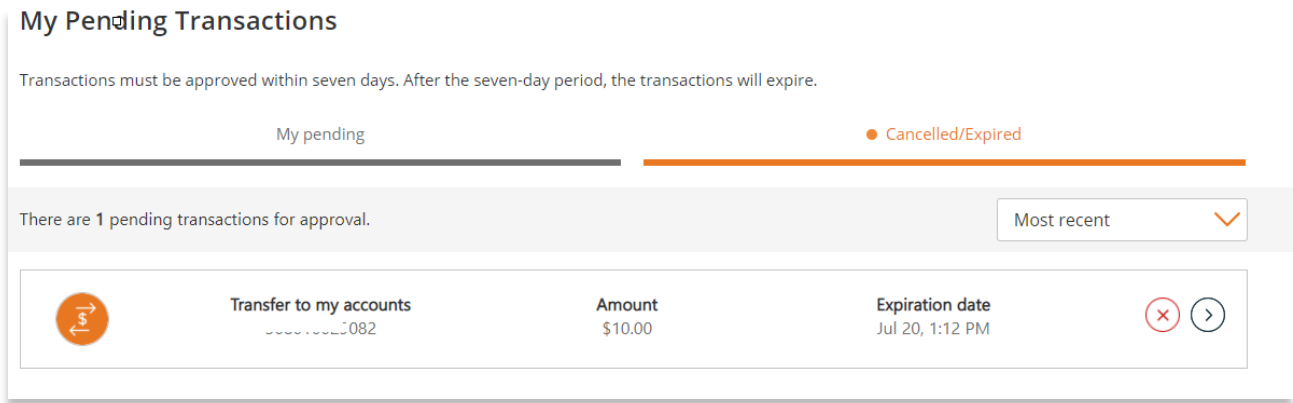 My Pending Transactions
Transactions must be approved within seven days. After the seven-day period, the transactions will expire.
My pending
Cancelled/Expired
There are 1 pending transactions for approval.
Most recent
Transfer to my accounts
Amount
Expiration date
$10.00
Jul 20, 1:12 PM
$